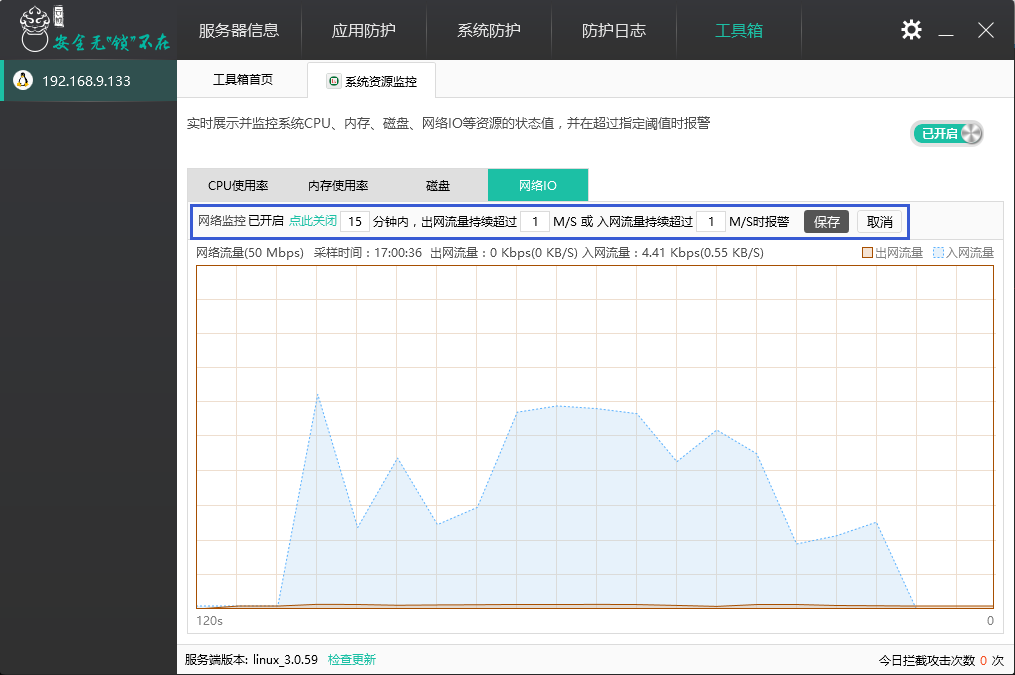 安全无"锁"不在
服务器信息 应用防护 系统防护 防护日志 工具箱
192.168.9.133
工具箱首页 系统资源监控
实时展示并监控系统CPU、内存、磁盘、网络IO等资源的状态值，并在超过指定阈值时报警
已开启
CPU使用率 内存使用率 磁盘 网络IO
网络监控 已开启 点此关闭 15 分钟内，出网流量持续超过 1 M/S 或 入网流量持续超过 1 M/S时报警 保存 取消
网络流量(50 Mbps) 采样时间：17:00:36 出网流量：0 Kbps(0 KB/S) 入网流量：4.41 Kbps(0.55 KB/S) 出网流量 入网流量
120s 0
服务端版本: linux_3.0.59 检查更新 今日拦截攻击次数 0 次